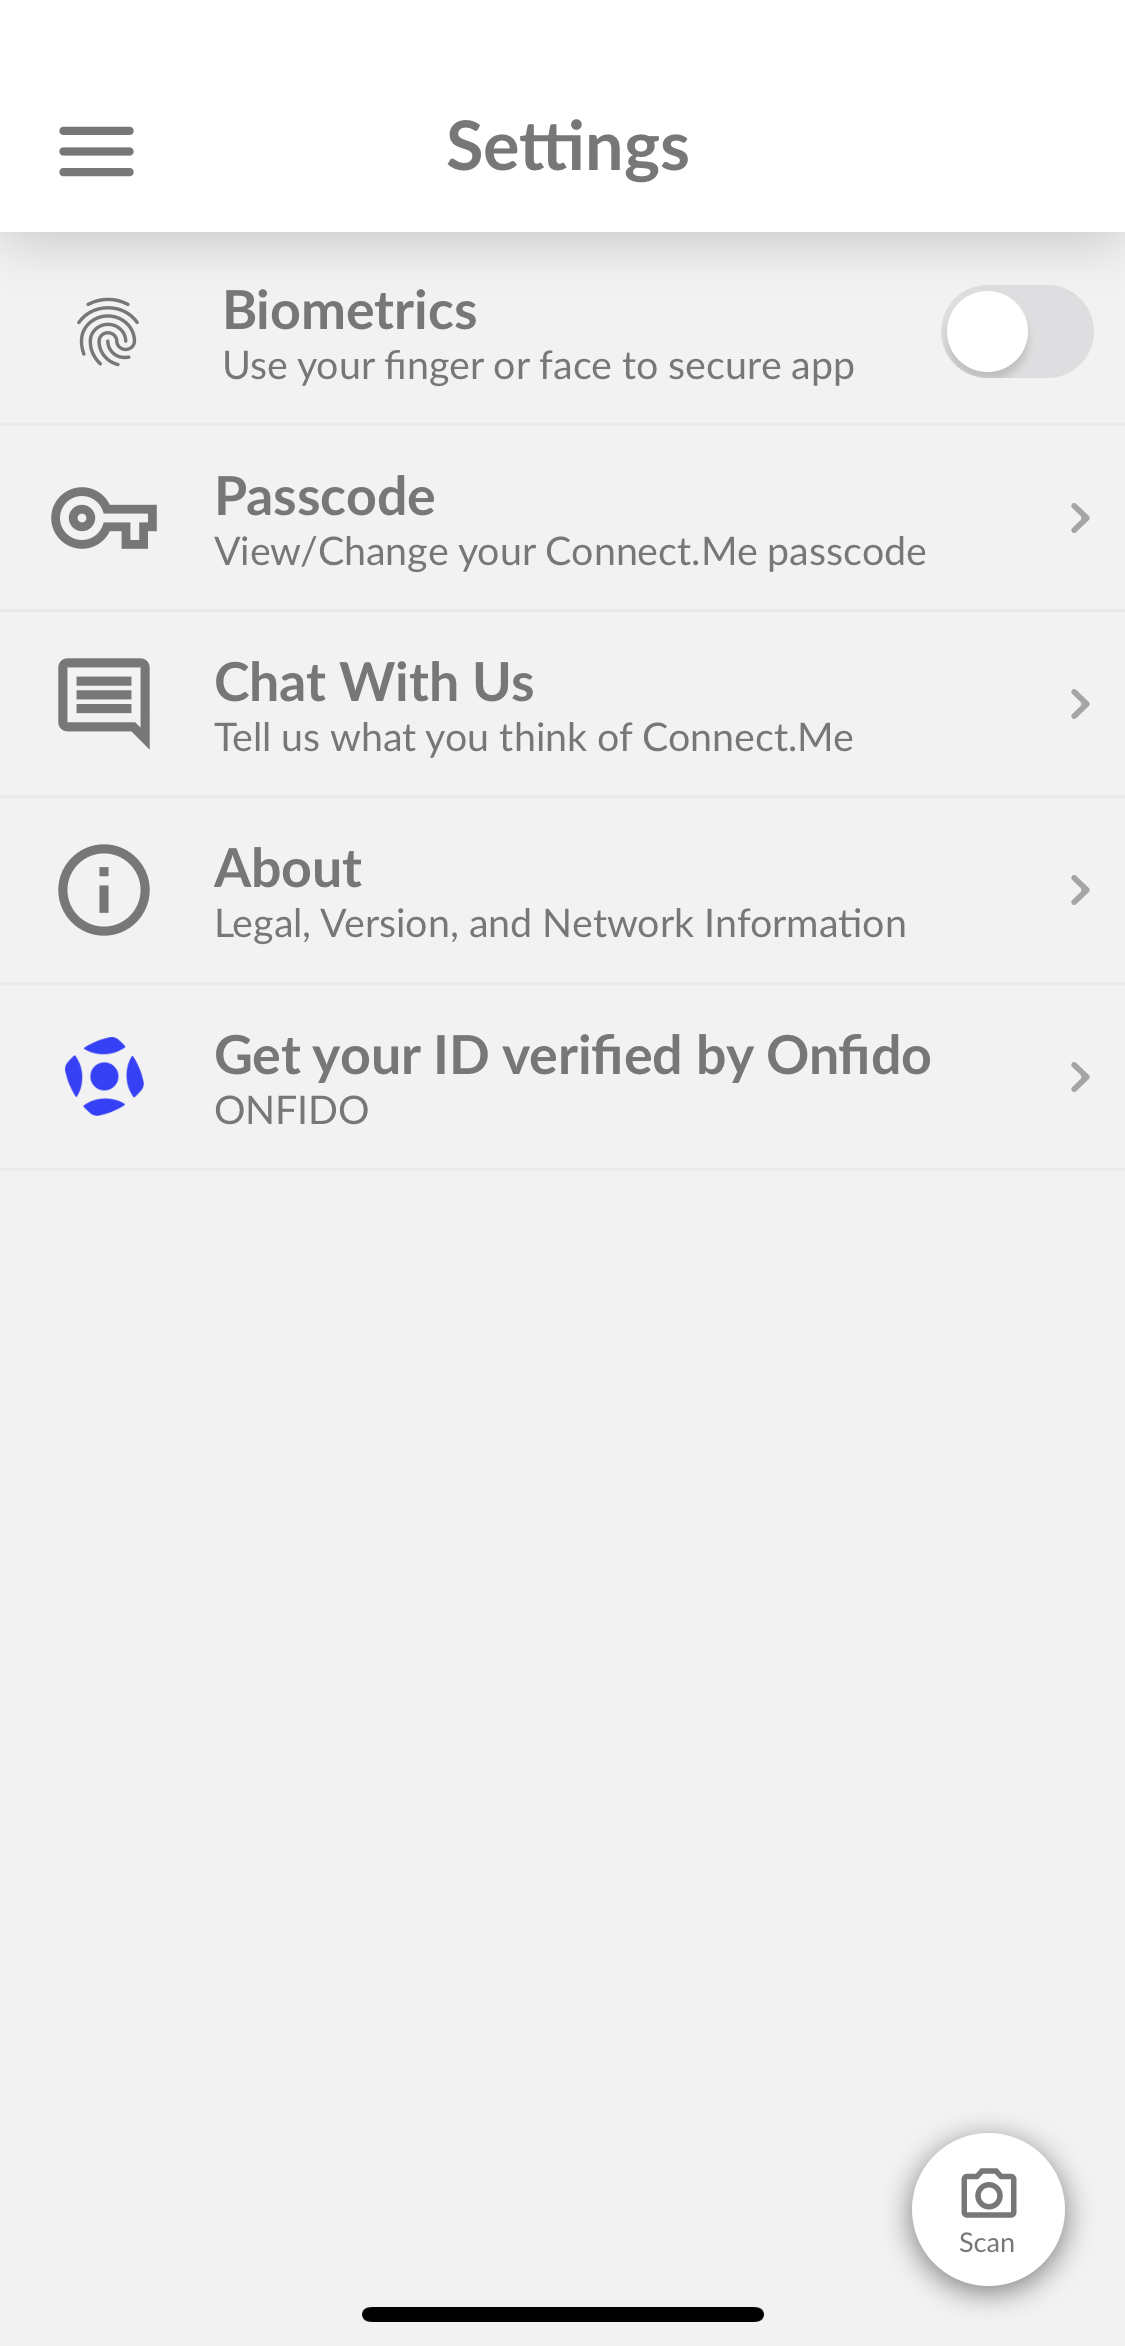 Settings
Biometrics
Use your finger or face to secure app
Passcode
View/Change your Connect.Me passcode
Chat With Us
Tell us what you think of Connect.Me
About
Legal, Version, and Network Information
Get your ID verified by Onfido
ONFIDO
Scan